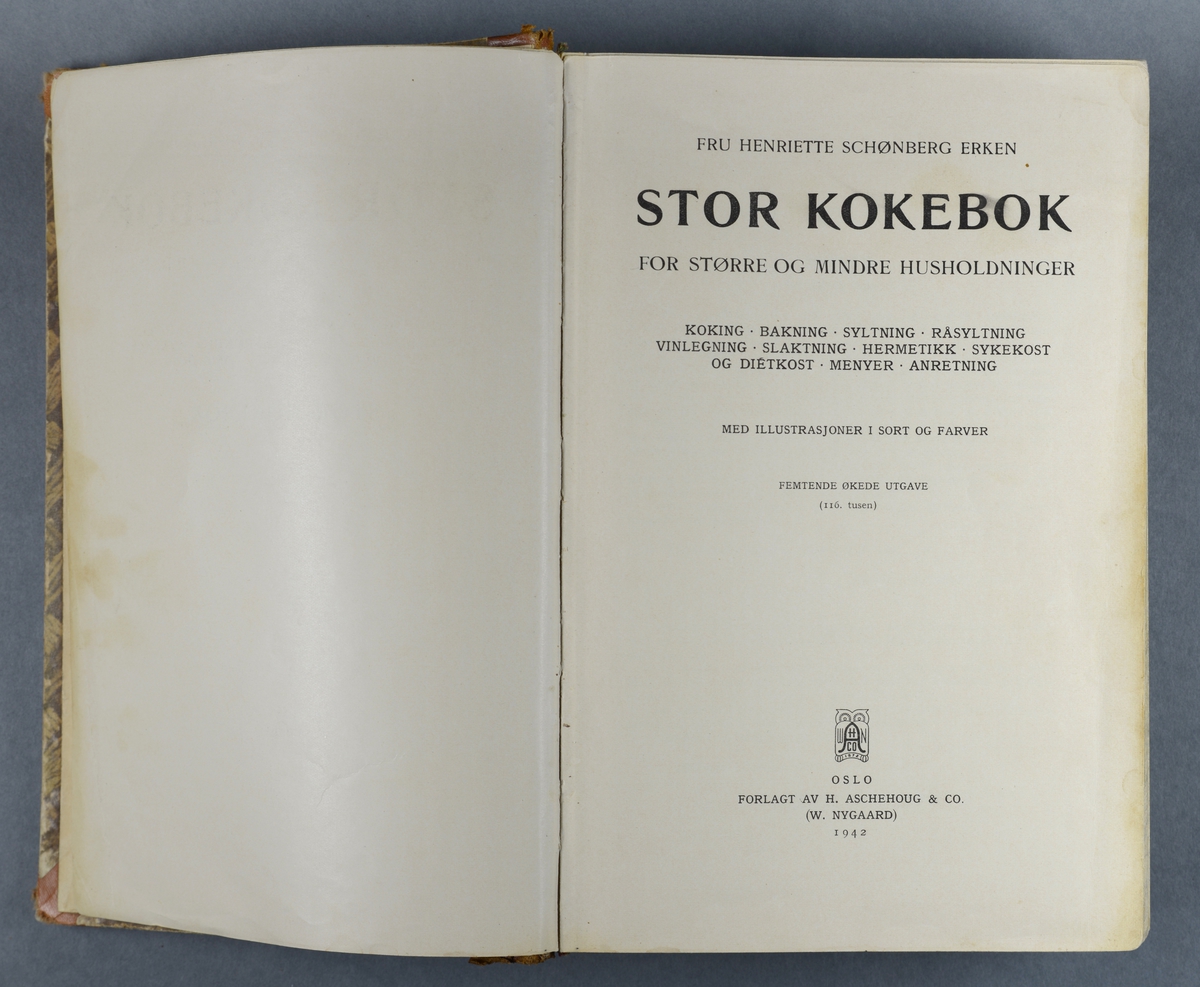 FRU HENRIETTE SCHØNBERG ERKEN
STOR KOKEBOK
FOR STØRRE OG MINDRE HUSHOLDNINGER
KOKING · BAKNING · SYLTNING · RÅSYLTNING
VINLEGNING · SLAKTNING · HERMETIKK · SYKEKOST
OG DIÉTKOST · MENYER · ANRETNING
MED ILLUSTRASJONER I SORT OG FARVER
FEMTENDE ØKEDE UTGAVE
(116. tusen)
W H N
A
CO
1872
OSLO
FORLAGT AV H. ASCHEHOUG & CO.
(W. NYGAARD)
1942